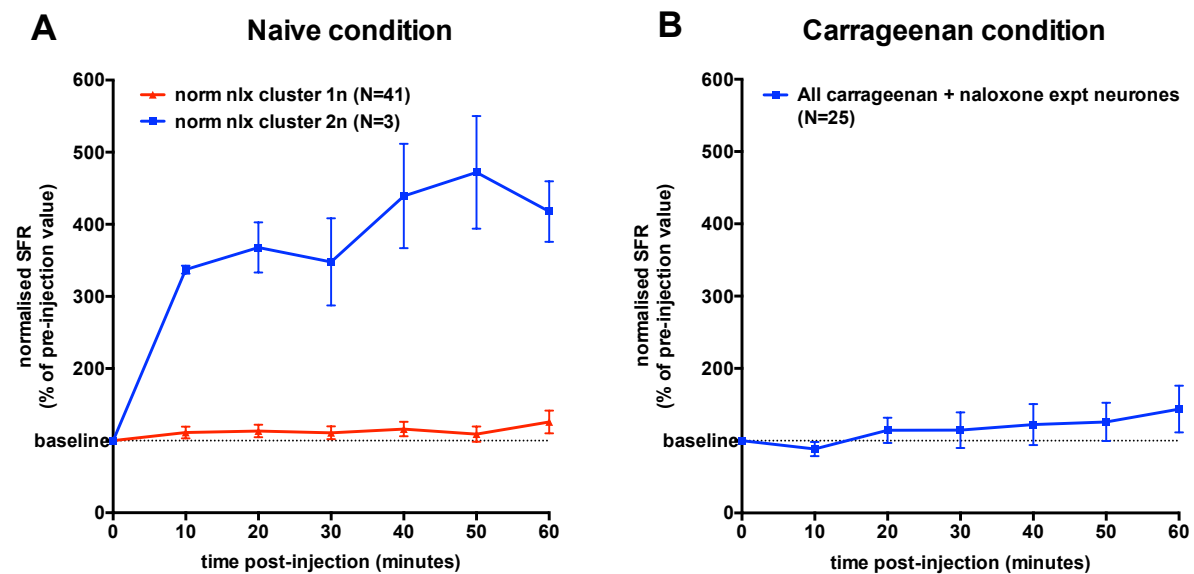 A
Naive condition
norm nlx cluster 1n (N=41)
norm nlx cluster 2n (N=3)
normalised SFR
(% of pre-injection value)
600
500
400
300
200
baseline
0
0 10 20 30 40 50 60
time post-injection (minutes)
B
Carrageenan condition
All carrageenan + naloxone expt neurones
(N=25)
normalised SFR
(% of pre-injection value)
600
500
400
300
200
baseline
0
0 10 20 30 40 50 60
time post-injection (minutes)